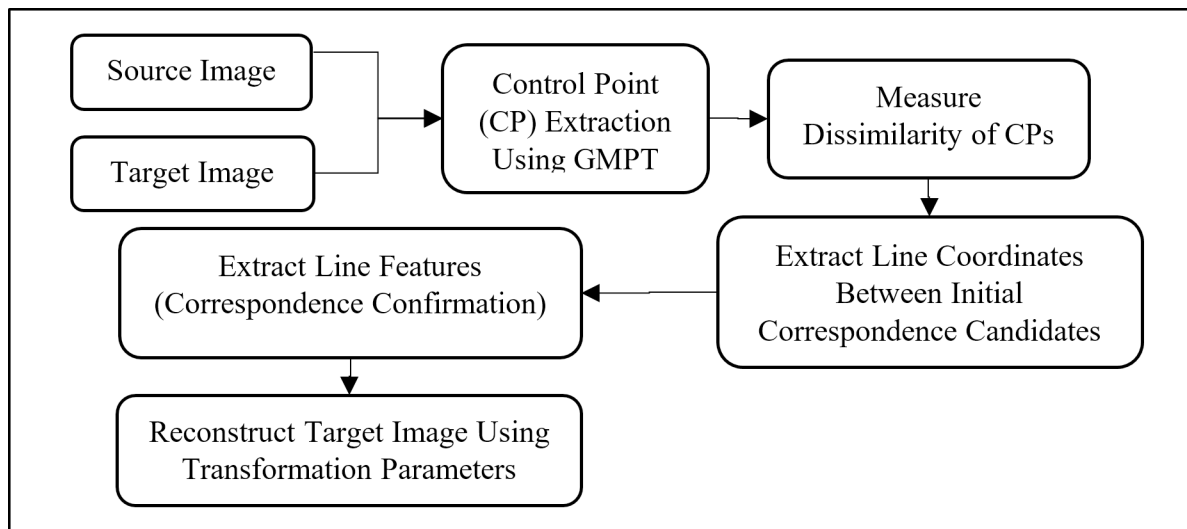 Source Image
Target Image
Control Point
(CP) Extraction
Using GMPT
Measure
Dissimilarity of CPs
Extract Line Coordinates
Between Initial
Correspondence Candidates
Extract Line Features
(Correspondence Confirmation)
Reconstruct Target Image Using
Transformation Parameters